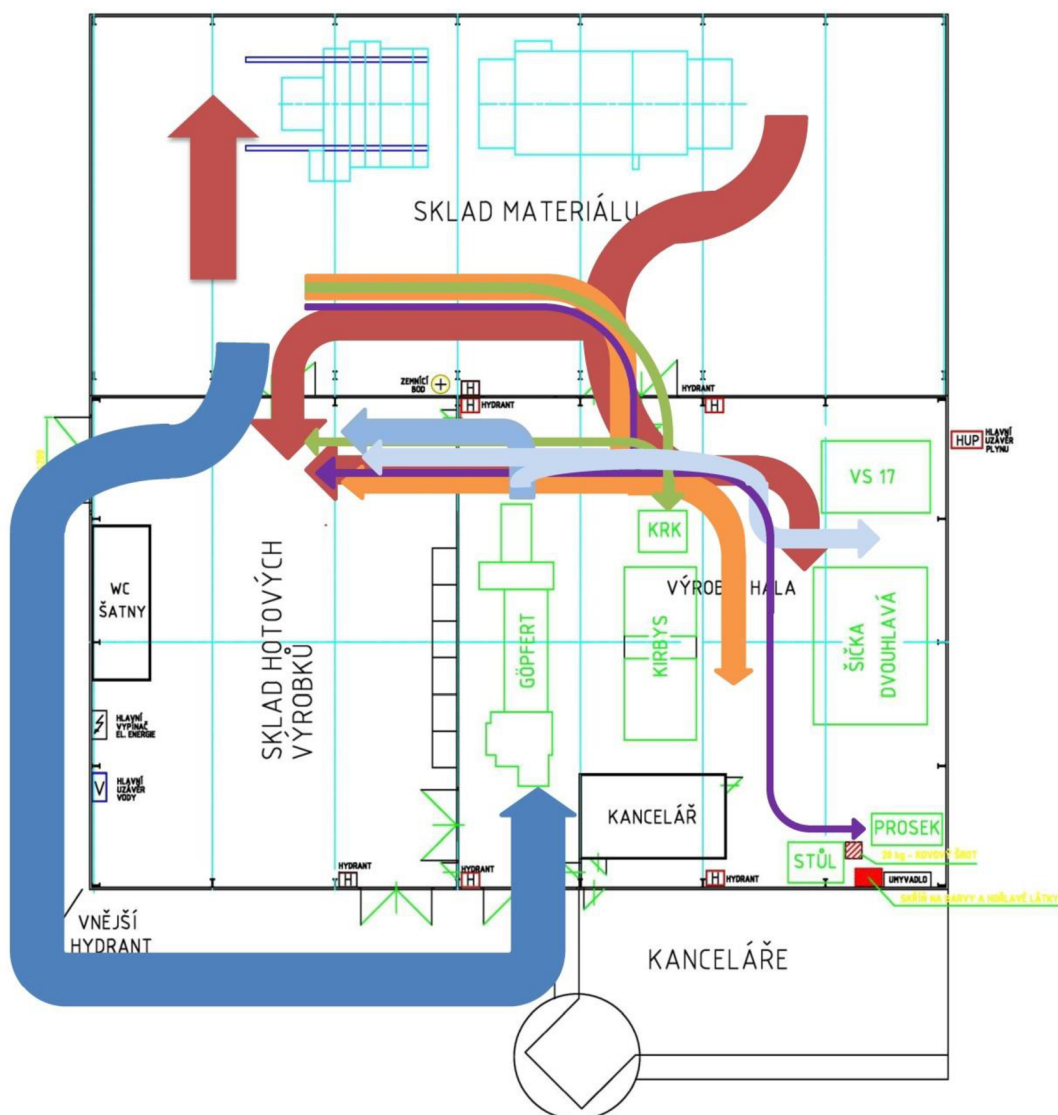 SKLAD MATERIÁLU
ZEMNÍCÍ
BOD
H
H
HYDRANT
HYDRANT
H
HUP
HLAVNÍ
UZÁVĚR
PLYNU
VS 17
KRK
WC
ŠATNY
SKLAD HOTOVÝCH
VÝROBKŮ
GÖPFERT
KIRBYS
HALA
ŠIČKA
DVOUHLAVÁ
HLAVNÍ
VYPÍNAČ
EL. ENERGIE
V
HLAVNÍ
UZÁVĚR
VODY
KANCELÁŘ
PROSEK
STŮL
HYDRANT
H
HYDRANT
H
H
HYDRANT
UMYVADLO
VNĚJŠÍ
HYDRANT
KANCELÁŘE